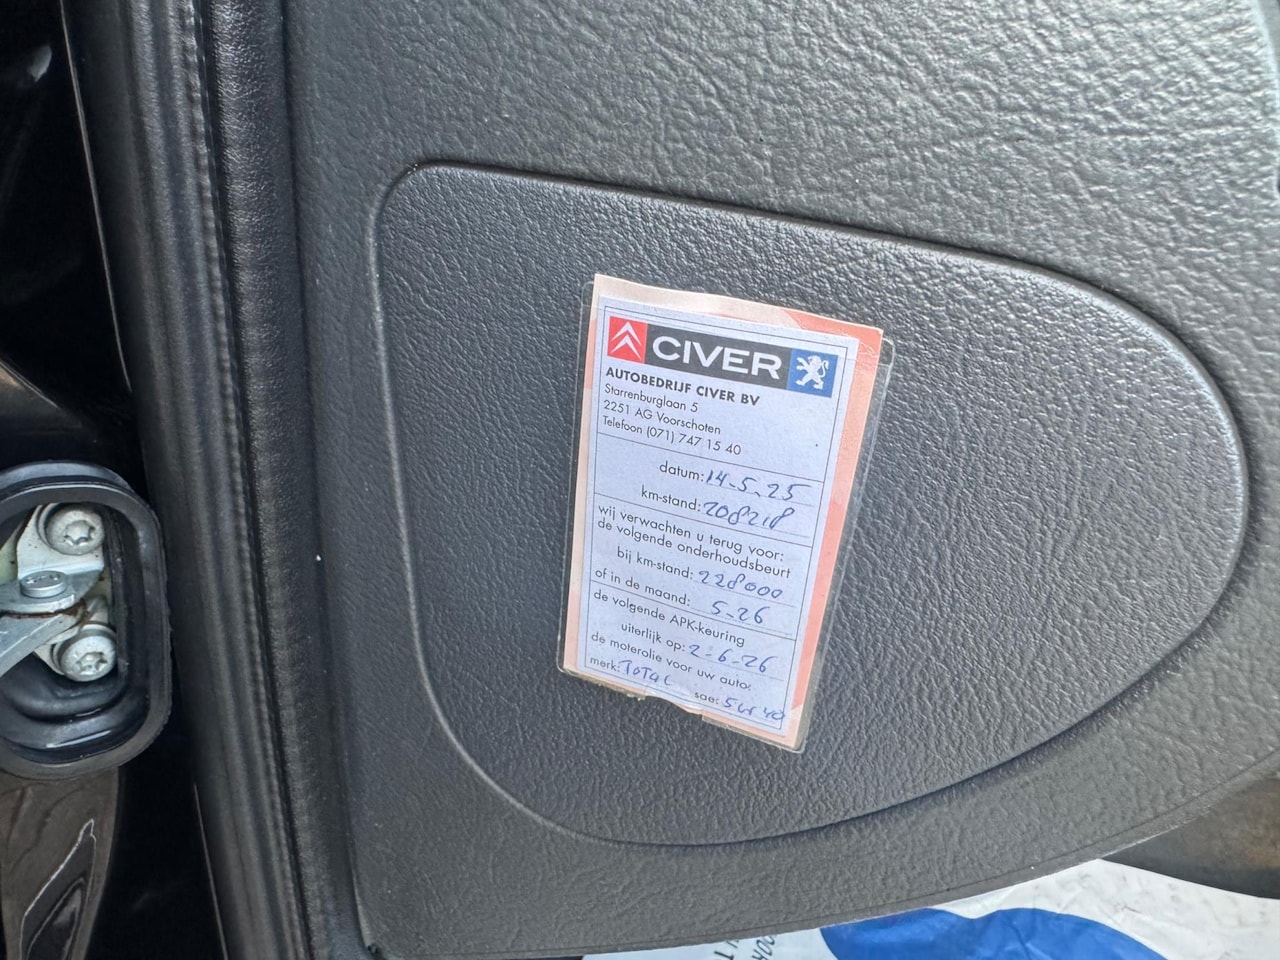 CIVER
AUTOBEDRIJF CIVER BV
Starrenburglaan 5
2251 AG Voorschoten
Telefoon (071) 747 15 40
datum: 14-5-25
km-stand: 208218
wij verwachten u terug voor:
de volgende onderhoudsbeurt
bij km-stand: 228000
of in de maand: 5-26
de volgende APK-keuring
uiterlijk op: 2-6-26
de moterolie voor uw auto:
merk: TOTAL sae: 5w40